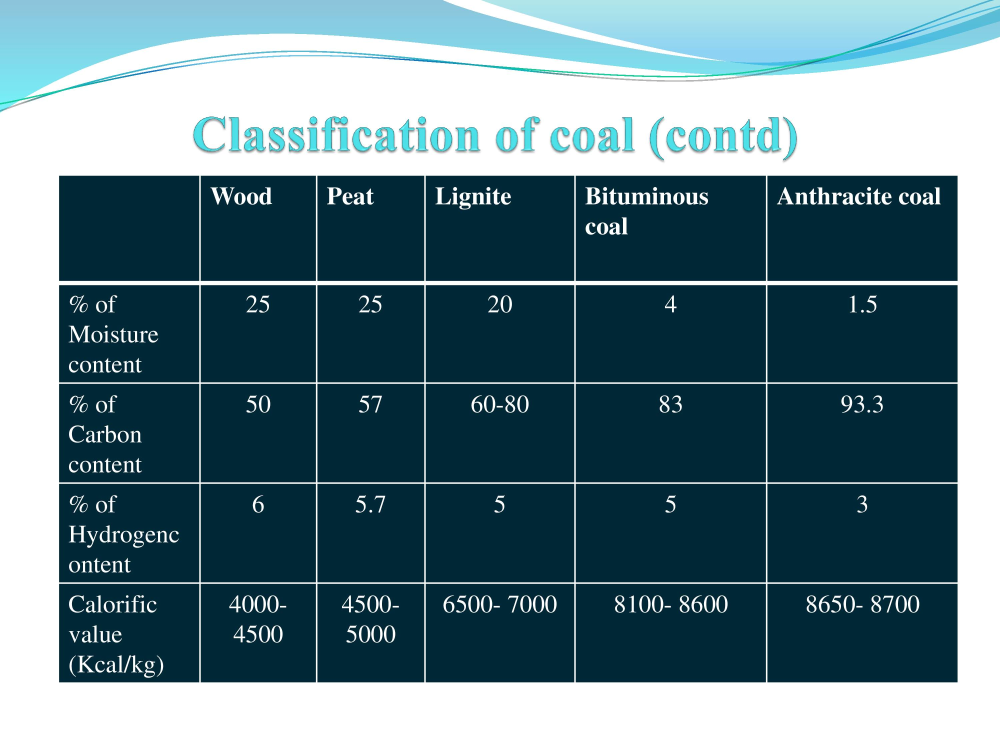 Classification of coal (contd)
Wood Peat Lignite Bituminous coal Anthracite coal
% of Moisture content 25 25 20 4 1.5
% of Carbon content 50 57 60-80 83 93.3
% of Hydrogenc ontent 6 5.7 5 5 3
Calorific value (Kcal/kg) 4000- 4500 4500- 5000 6500- 7000 8100- 8600 8650- 8700